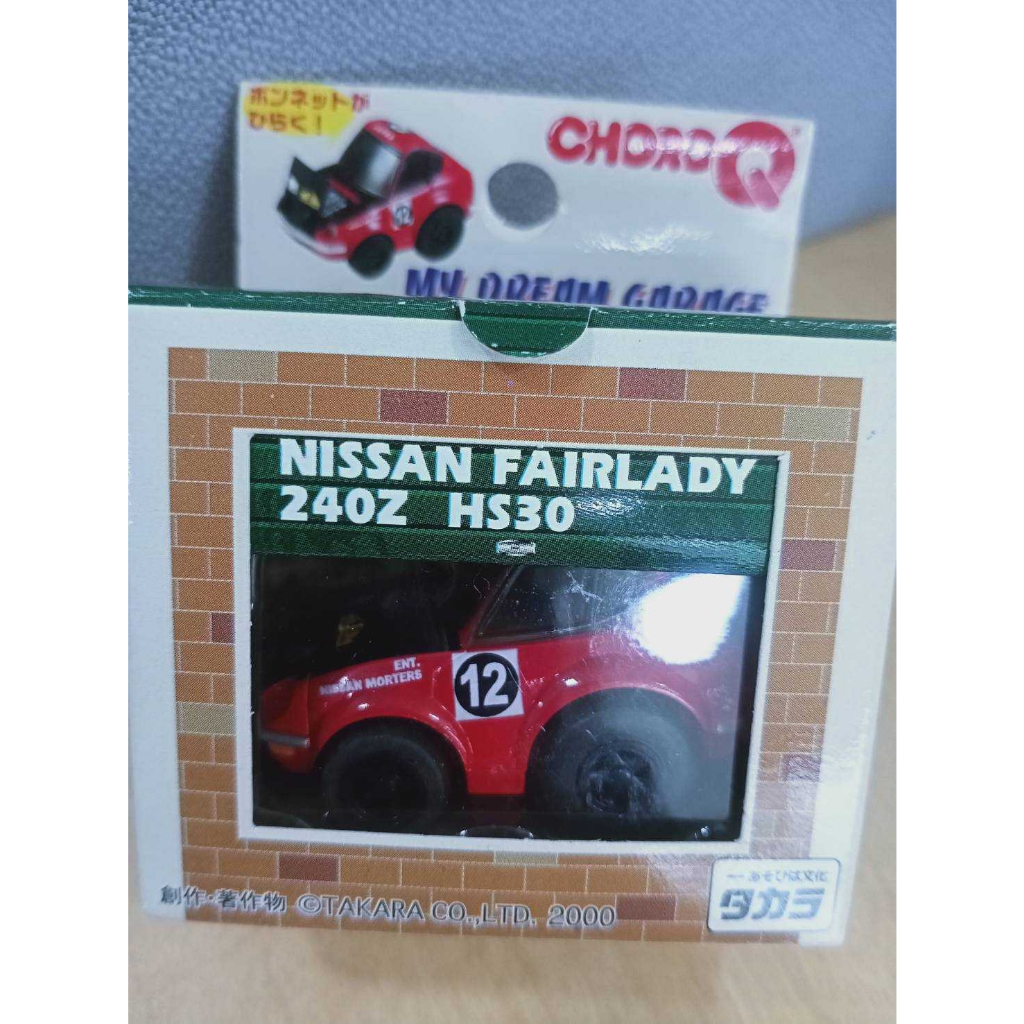 ボンネットが
ひらく!
CHORO Q
12
MY DREAM GARAGE
NISSAN FAIRLADY
240Z HS30
ENT.
NISSAN MORTERS
12
創作・著作物 ©TAKARA CO.,LTD. 2000
あそびは文化
タカラ